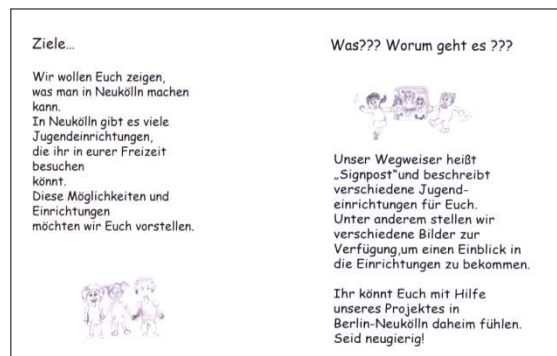 Ziele...
Wir wollen Euch zeigen,
was man in Neukölln machen
kann.
In Neukölln gibt es viele
Jugendeinrichtungen,
die ihr in eurer Freizeit
besuchen
könnt.
Diese Möglichkeiten und
Einrichtungen
möchten wir Euch vorstellen.
Was??? Worum geht es ???
Unser Wegweiser heißt
„Signpost“und beschreibt
verschiedene Jugend-
einrichtungen für Euch.
Unter anderem stellen wir
verschiedene Bilder zur
Verfügung,um einen Einblick in
die Einrichtungen zu bekommen.
Ihr könnt Euch mit Hilfe
unseres Projektes in
Berlin-Neukölln daheim fühlen.
Seid neugierig!